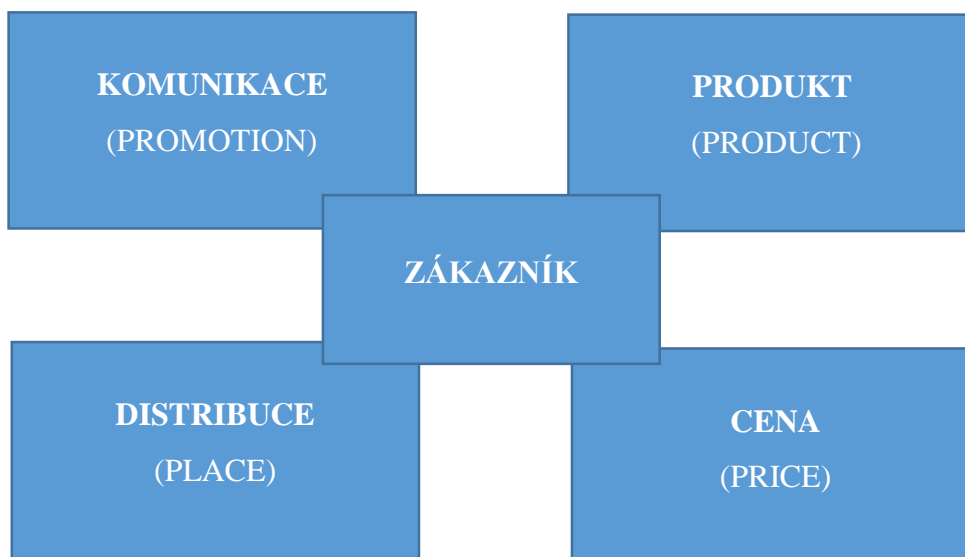 KOMUNIKACE
(PROMOTION)
PRODUKT
(PRODUCT)
ZÁKAZNÍK
DISTRIBUCE
(PLACE)
CENA
(PRICE)